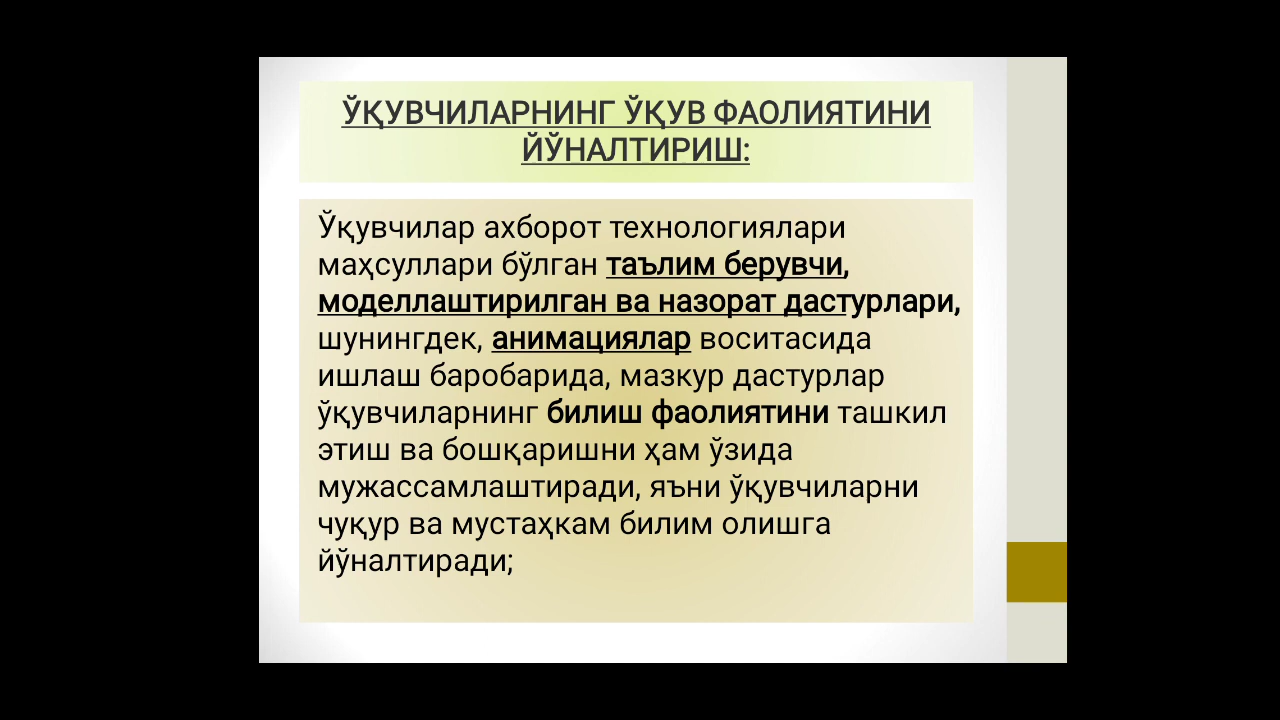 ЎҚУВЧИЛАРНИНГ ЎҚУВ ФАОЛИЯТИНИ
ЙЎНАЛТИРИШ:
Ўқувчилар ахборот технологиялари
маҳсуллари бўлган таълим берувчи,
моделлаштирилган ва назорат дастурлари,
шунингдек, анимациялар воситасида
ишлаш баробарида, мазкур дастурлар
ўқувчиларнинг билиш фаолиятини ташкил
этиш ва бошқаришни ҳам ўзида
мужассамлаштиради, яъни ўқувчиларни
чуқур ва мустаҳкам билим олишга
йўналтиради;